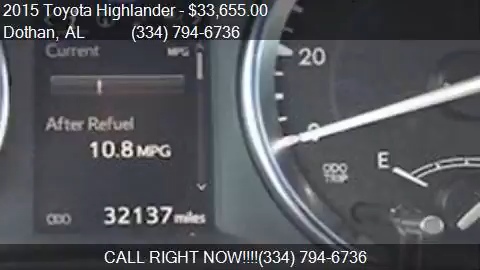 2015 Toyota Highlander - $33,655.00
Dothan, AL (334) 794-6736
Current MPG
20
After Refuel
10.8 MPG
0
ODO TRIP
E
ODO 32137 miles
CALL RIGHT NOW!!!!(334) 794-6736